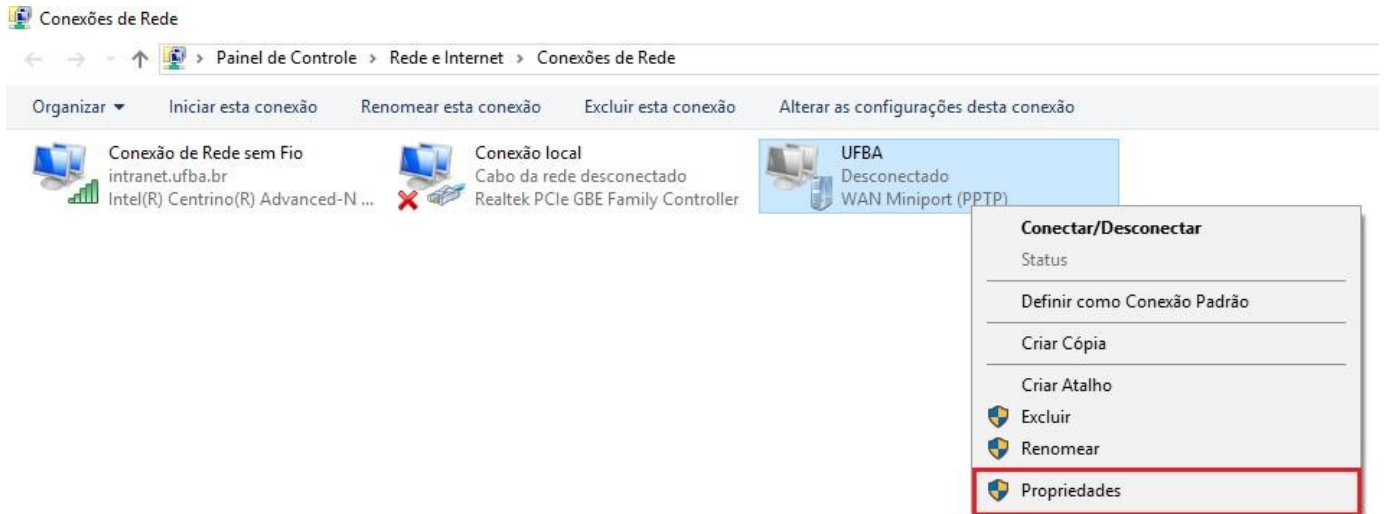 Conexões de Rede
Painel de Controle > Rede e Internet > Conexões de Rede
Organizar Iniciar esta conexão Renomear esta conexão Excluir esta conexão Alterar as configurações desta conexão
Conexão de Rede sem Fio
intranet.ufba.br
Intel(R) Centrino(R) Advanced-N ...
Conexão local
Cabo da rede desconectado
Realtek PCIe GBE Family Controller
UFBA
Desconectado
WAN Miniport (PPTP)
Conectar/Desconectar
Status
Definir como Conexão Padrão
Criar Cópia
Criar Atalho
Excluir
Renomear
Propriedades